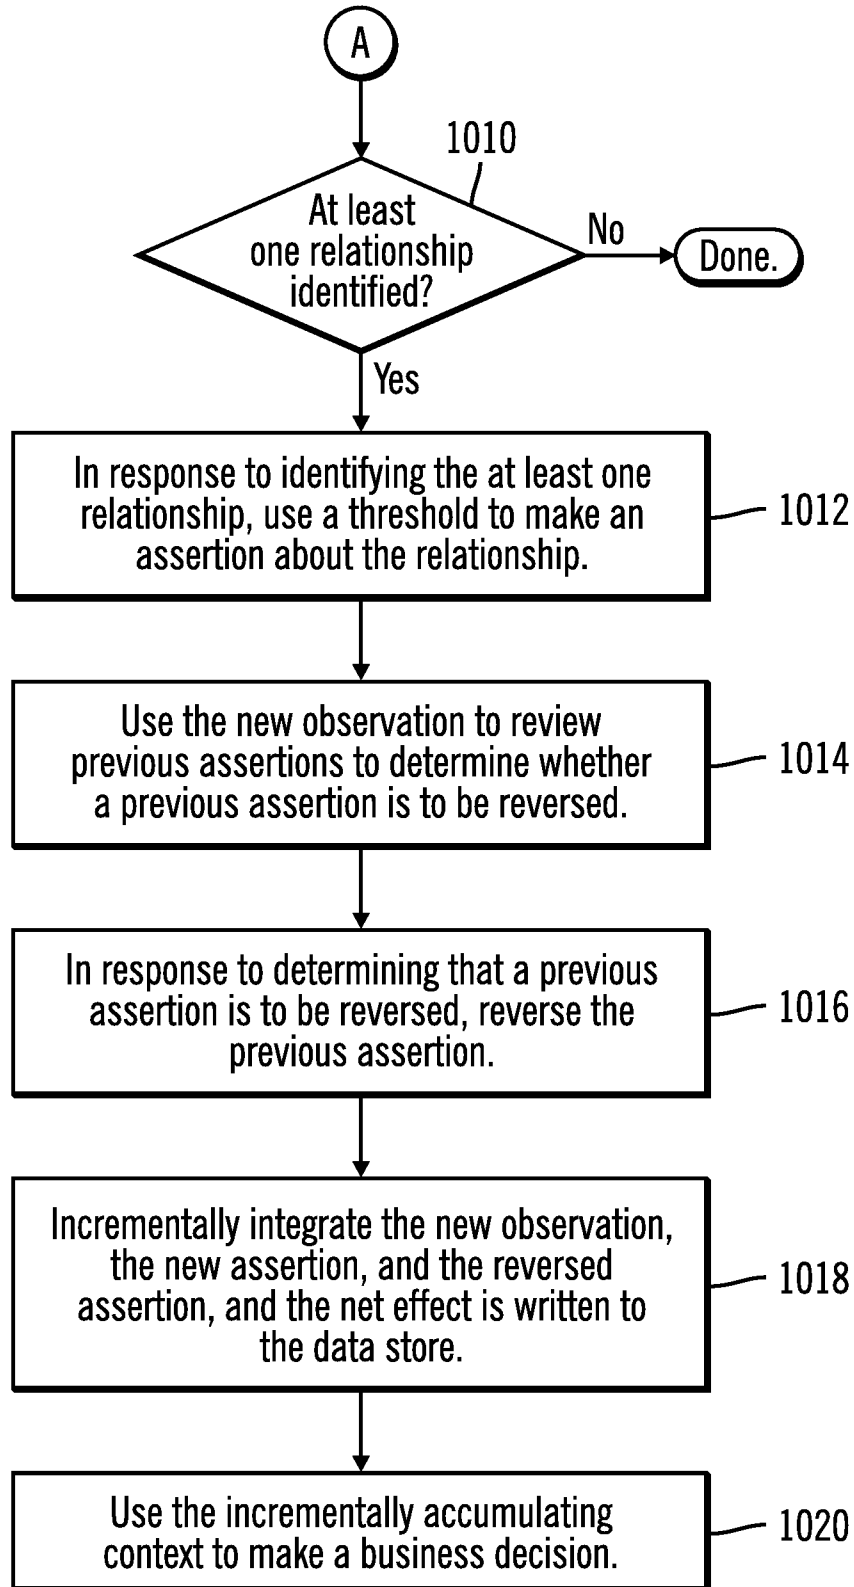 A
1010
At least
one relationship
identified?
No
Done.
Yes
In response to identifying the at least one
relationship, use a threshold to make an
assertion about the relationship.
1012
Use the new observation to review
previous assertions to determine whether
a previous assertion is to be reversed.
1014
In response to determining that a previous
assertion is to be reversed, reverse the
previous assertion.
1016
Incrementally integrate the new observation,
the new assertion, and the reversed
assertion, and the net effect is written to
the data store.
1018
Use the incrementally accumulating
context to make a business decision.
1020